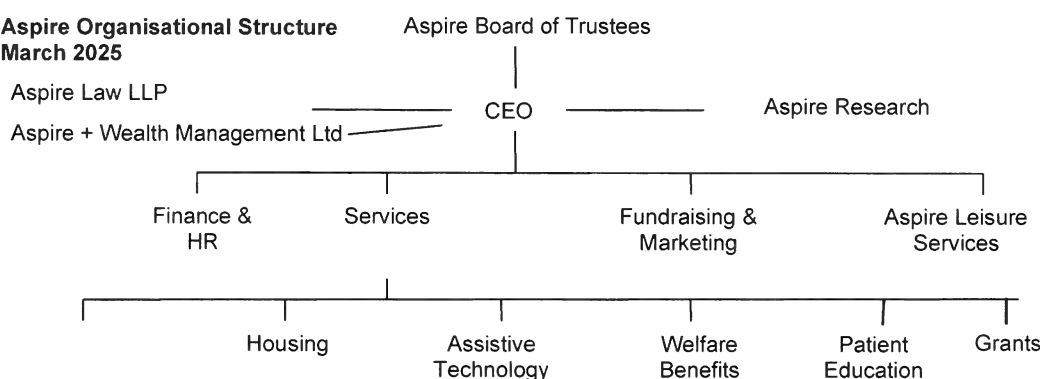 Aspire Organisational Structure
March 2025
Aspire Board of Trustees
Aspire Law LLP
CEO
Aspire Research
Aspire + Wealth Management Ltd
Finance &
HR
Services
Fundraising &
Marketing
Aspire Leisure
Services
Housing
Assistive
Technology
Welfare
Benefits
Patient
Education
Grants